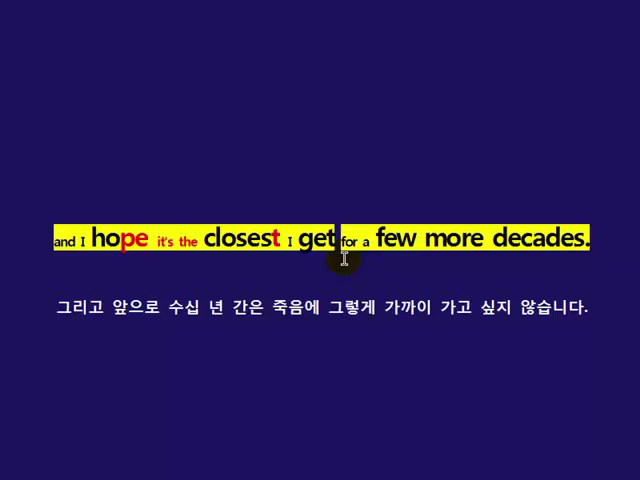 and I hope it's the closest I get for a few more decades.
그리고 앞으로 수십 년 간은 죽음에 그렇게 가까이 가고 싶지 않습니다.